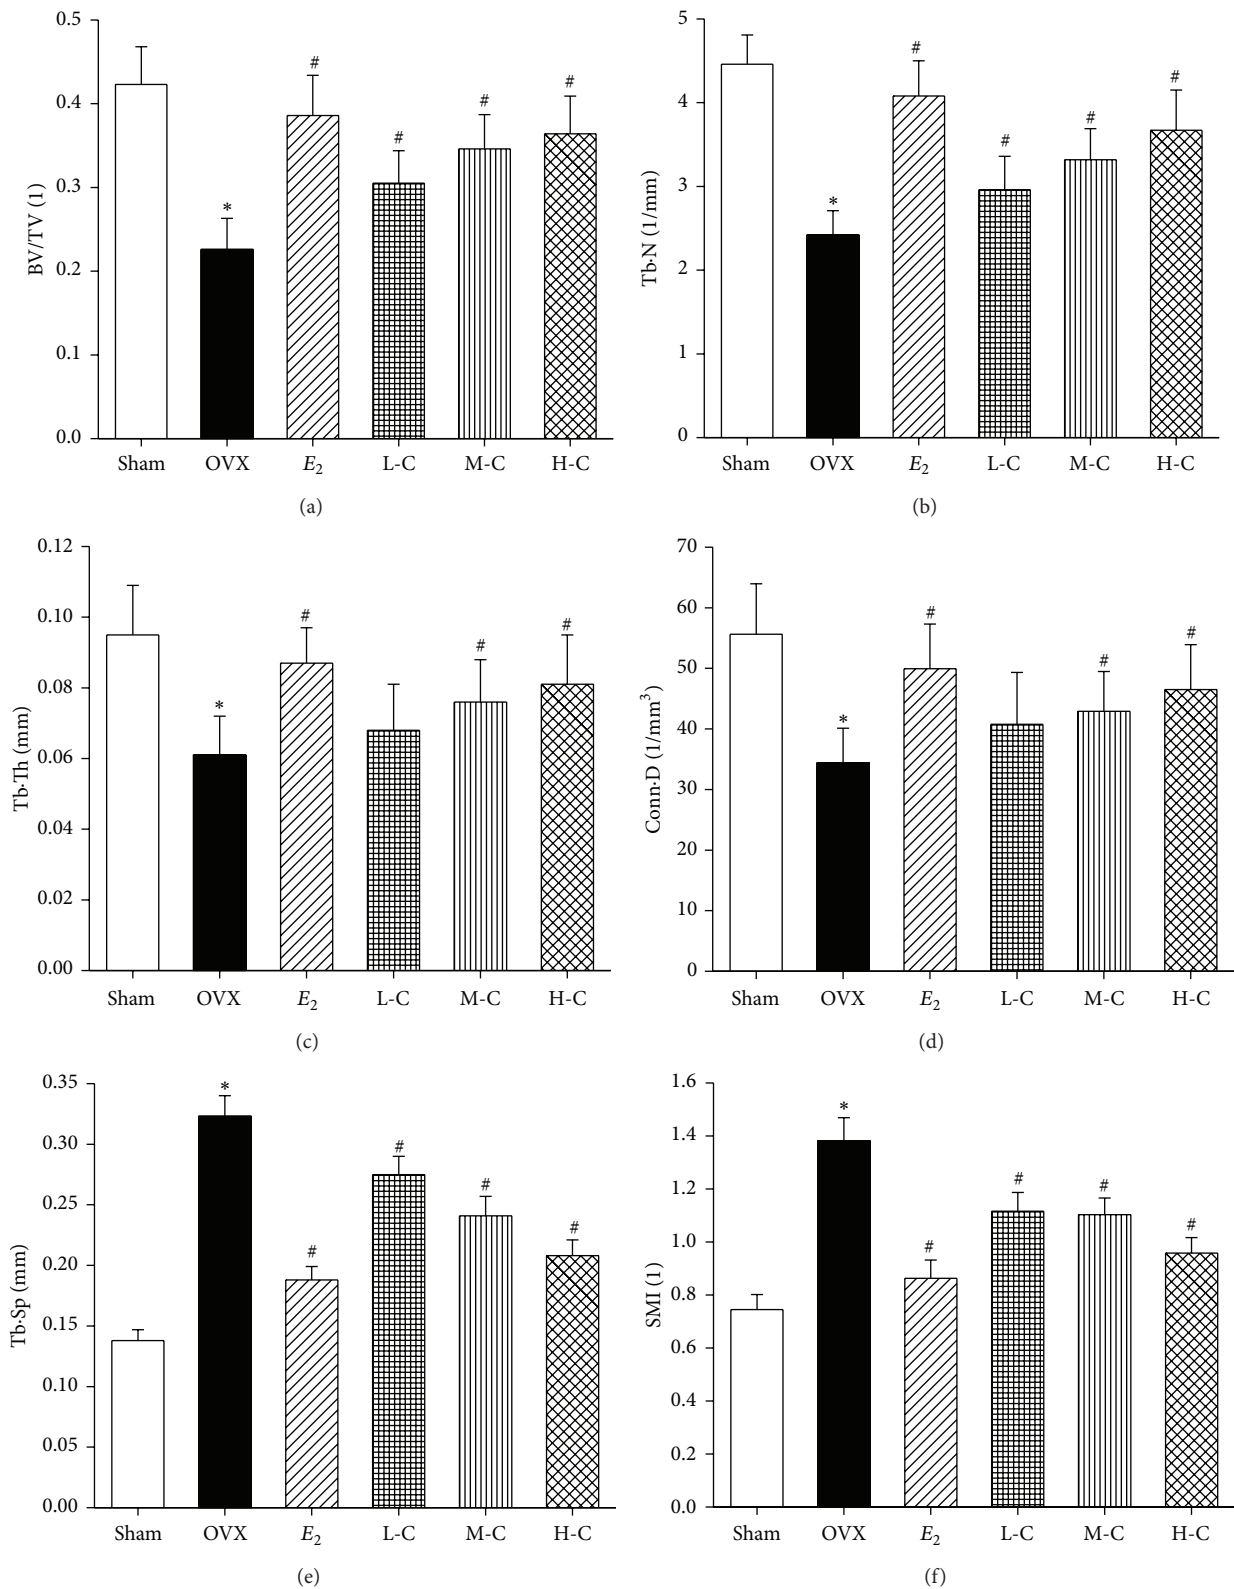 0.5
0.4
0.3
0.2
0.1
0.0
BV/TV (1)
* # # # #
Sham OVX E₂ L-C M-C H-C
(a)
5
4
3
2
1
0
Tb·N (1/mm)
* # # # #
Sham OVX E₂ L-C M-C H-C
(b)
0.12
0.10
0.08
0.06
0.04
0.02
0.00
Tb·Th (mm)
* # # #
Sham OVX E₂ L-C M-C H-C
(c)
70
60
50
40
30
20
10
0
Conn·D (1/mm³)
* # # #
Sham OVX E₂ L-C M-C H-C
(d)
0.35
0.30
0.25
0.20
0.15
0.10
0.05
0.00
Tb·Sp (mm)
* # # # #
Sham OVX E₂ L-C M-C H-C
(e)
1.6
1.4
1.2
1.0
0.8
0.6
0.4
0.2
0.0
SMI (1)
* # # # #
Sham OVX E₂ L-C M-C H-C
(f)